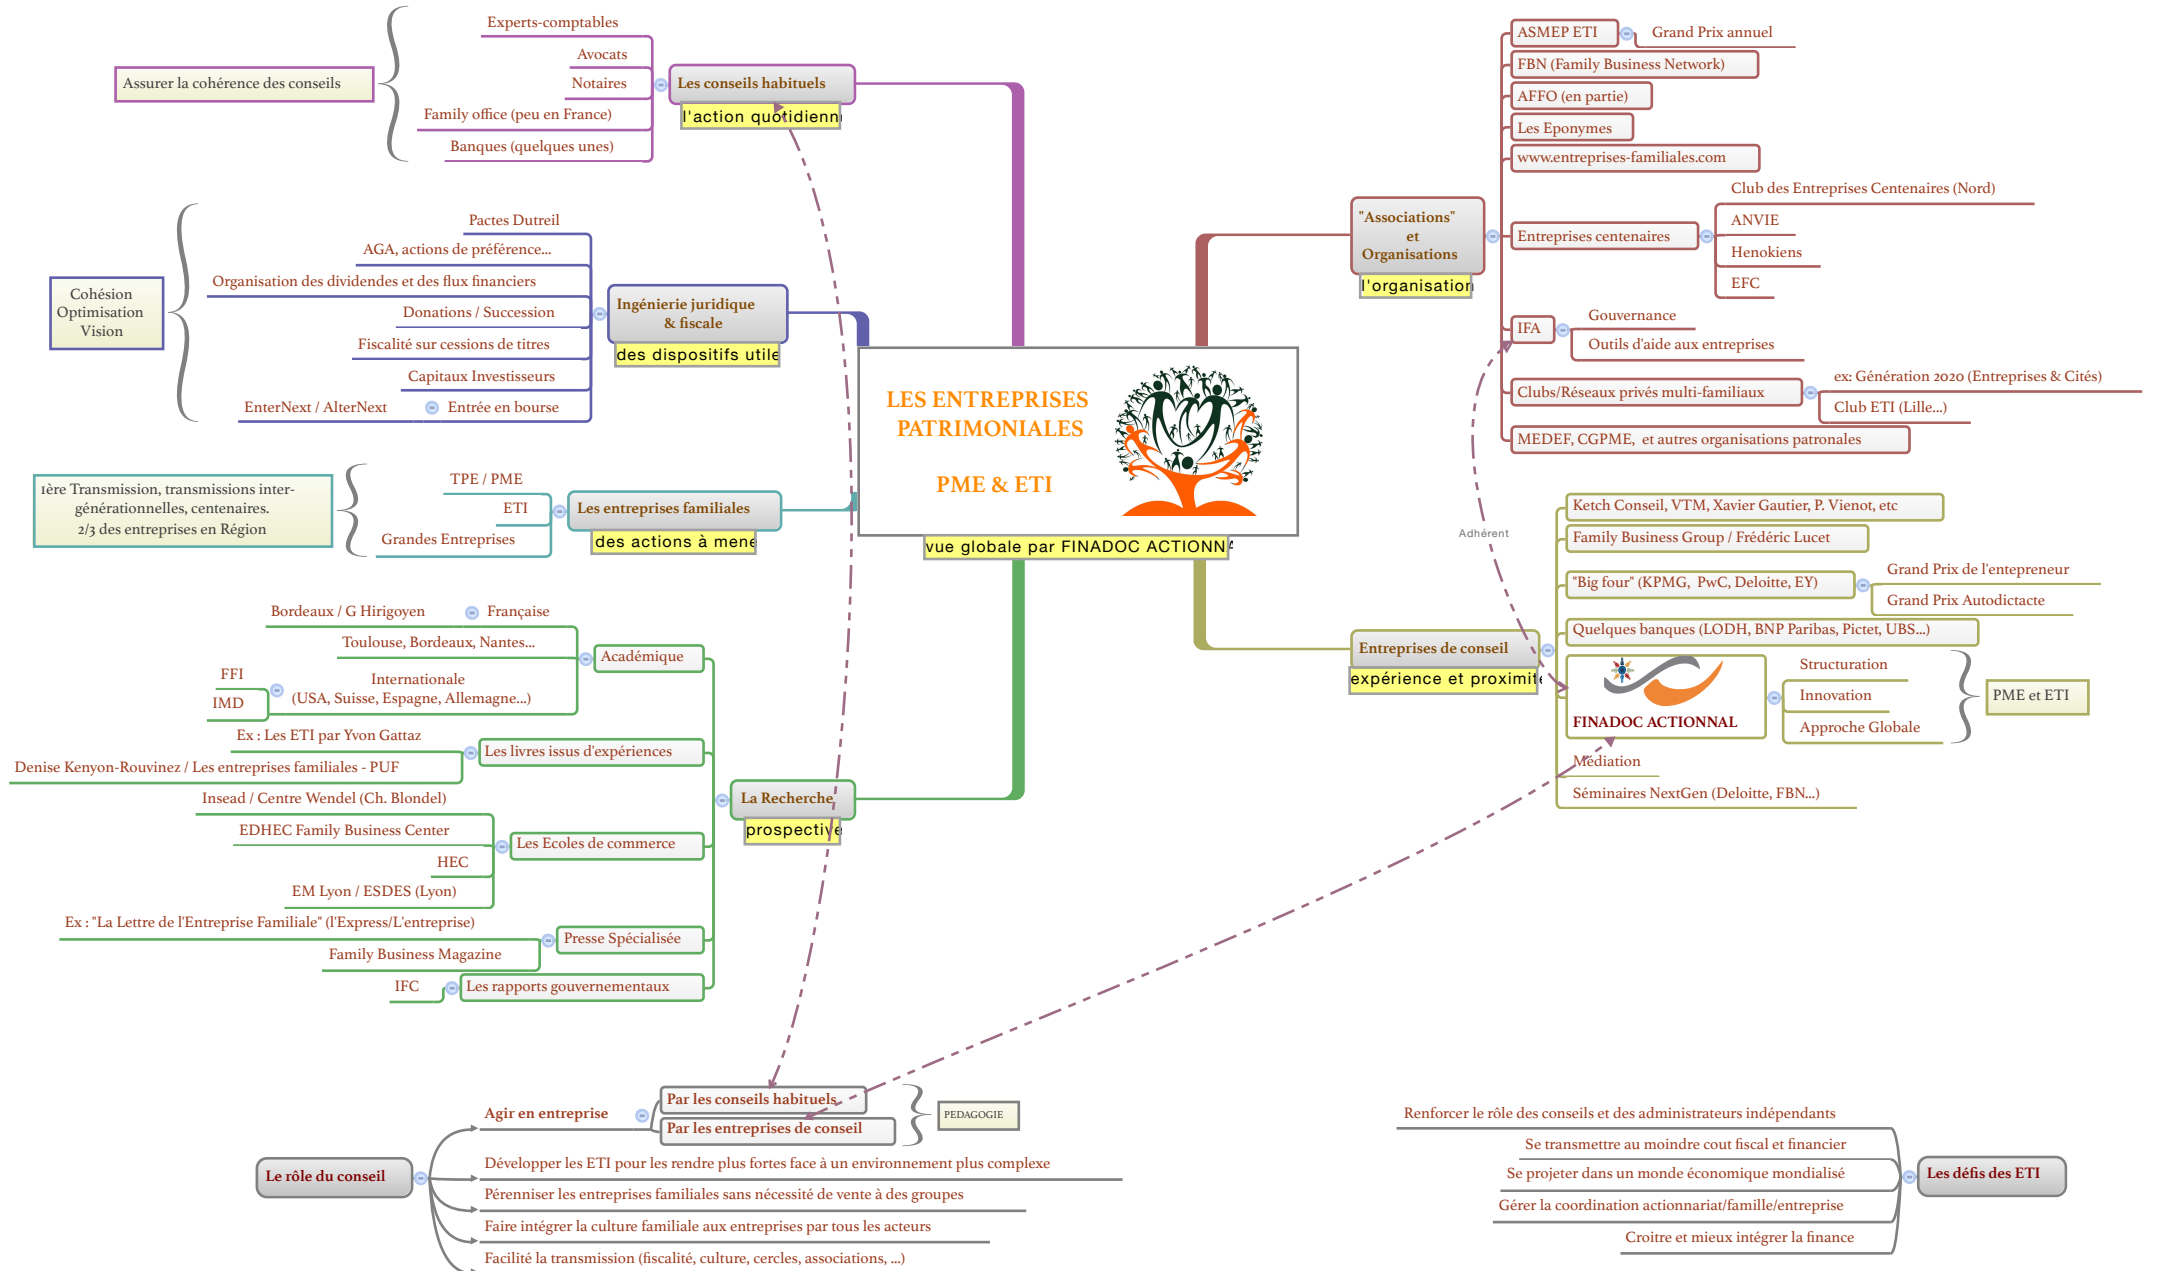 LES ENTREPRISES
PATRIMONIALES
PME & ETI
vue globale par FINADOC ACTIONN
Les conseils habituels
l'action quotidienn
Experts-comptables
Avocats
Notaires
Family office (peu en France)
Banques (quelques unes)
Assurer la cohérence des conseils
Ingénierie juridique
& fiscale
des dispositifs utile
Pactes Dutreil
AGA, actions de préférence...
Organisation des dividendes et des flux financiers
Donations / Succession
Fiscalité sur cessions de titres
Capitaux Investisseurs
EnterNext / AlterNext
Entrée en bourse
Cohésion
Optimisation
Vision
Les entreprises familiales
des actions à mene
TPE / PME
ETI
Grandes Entreprises
1ère Transmission, transmissions inter-
générationnelles, centenaires.
2/3 des entreprises en Région
La Recherche
prospective
Académique
Bordeaux / G Hirigoyen
Française
Toulouse, Bordeaux, Nantes...
Internationale
(USA, Suisse, Espagne, Allemagne...)
FFI
IMD
Les livres issus d'expériences
Ex : Les ETI par Yvon Gattaz
Denise Kenyon-Rouvinez / Les entreprises familiales - PUF
Les Ecoles de commerce
Insead / Centre Wendel (Ch. Blondel)
EDHEC Family Business Center
HEC
EM Lyon / ESDES (Lyon)
Presse Spécialisée
Ex : "La Lettre de l'Entreprise Familiale" (l'Express/L'entreprise)
Family Business Magazine
Les rapports gouvernementaux
IFC
"Associations"
et
Organisations
l'organisation
ASMEP ETI
Grand Prix annuel
FBN (Family Business Network)
AFFO (en partie)
Les Eponymes
www.entreprises-familiales.com
Entreprises centenaires
Club des Entreprises Centenaires (Nord)
ANVIE
Henokiens
EFC
IFA
Gouvernance
Outils d'aide aux entreprises
Clubs/Réseaux privés multi-familiaux
ex: Génération 2020 (Entreprises & Cités)
Club ETI (Lille...)
MEDEF, CGPME, et autres organisations patronales
Adhérent
Entreprises de conseil
expérience et proximité
Ketch Conseil, VTM, Xavier Gautier, P. Vienot, etc
Family Business Group / Frédéric Lucet
"Big four" (KPMG, PwC, Deloitte, EY)
Grand Prix de l'entepreneur
Grand Prix Autodictacte
Quelques banques (LODH, BNP Paribas, Pictet, UBS...)
FINADOC ACTIONNAL
Structuration
Innovation
Approche Globale
PME et ETI
Médiation
Séminaires NextGen (Deloitte, FBN...)
Le rôle du conseil
Agir en entreprise
Par les conseils habituels
Par les entreprises de conseil
PEDAGOGIE
Développer les ETI pour les rendre plus fortes face à un environnement plus complexe
Pérenniser les entreprises familiales sans nécessité de vente à des groupes
Faire intégrer la culture familiale aux entreprises par tous les acteurs
Facilité la transmission (fiscalité, culture, cercles, associations, ...)
Les défis des ETI
Renforcer le rôle des conseils et des administrateurs indépendants
Se transmettre au moindre cout fiscal et financier
Se projeter dans un monde économique mondialisé
Gérer la coordination actionnariat/famille/entreprise
Croitre et mieux intégrer la finance